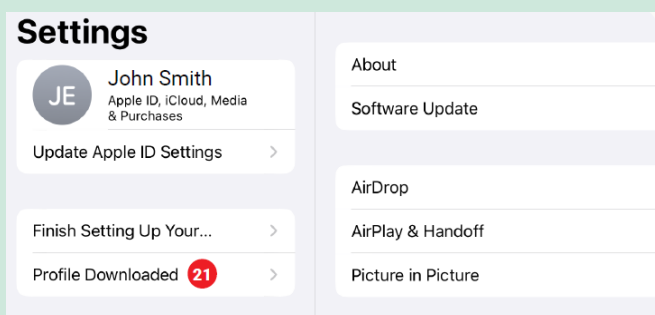 Settings
JE
John Smith
Apple ID, iCloud, Media
& Purchases
Update Apple ID Settings
Finish Setting Up Your...
Profile Downloaded 21
About
Software Update
AirDrop
AirPlay & Handoff
Picture in Picture